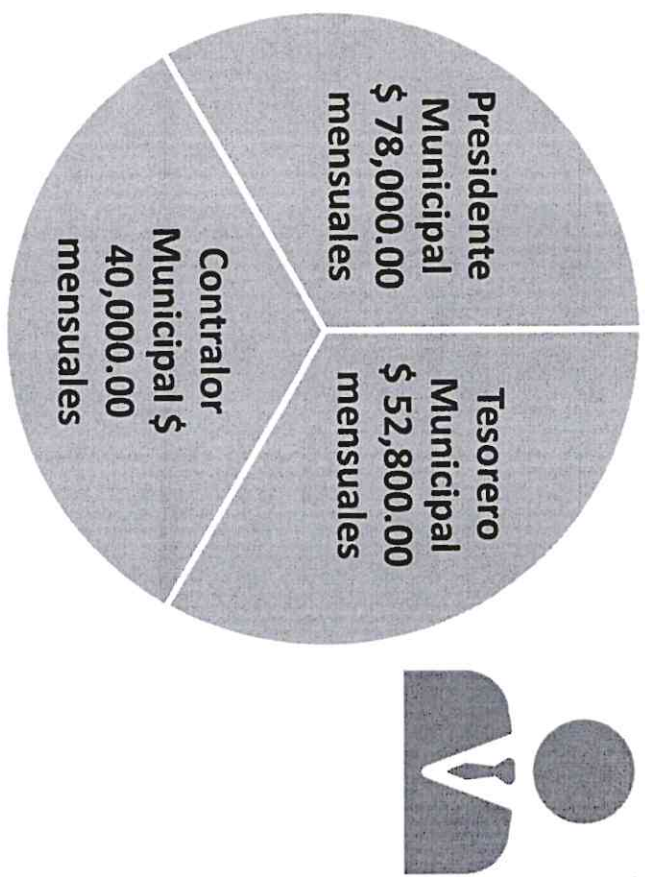 Presidente
Municipal
$ 78,000.00
mensuales
Tesorero
Municipal
$ 52,800.00
mensuales
Contralor
Municipal $
40,000.00
mensuales